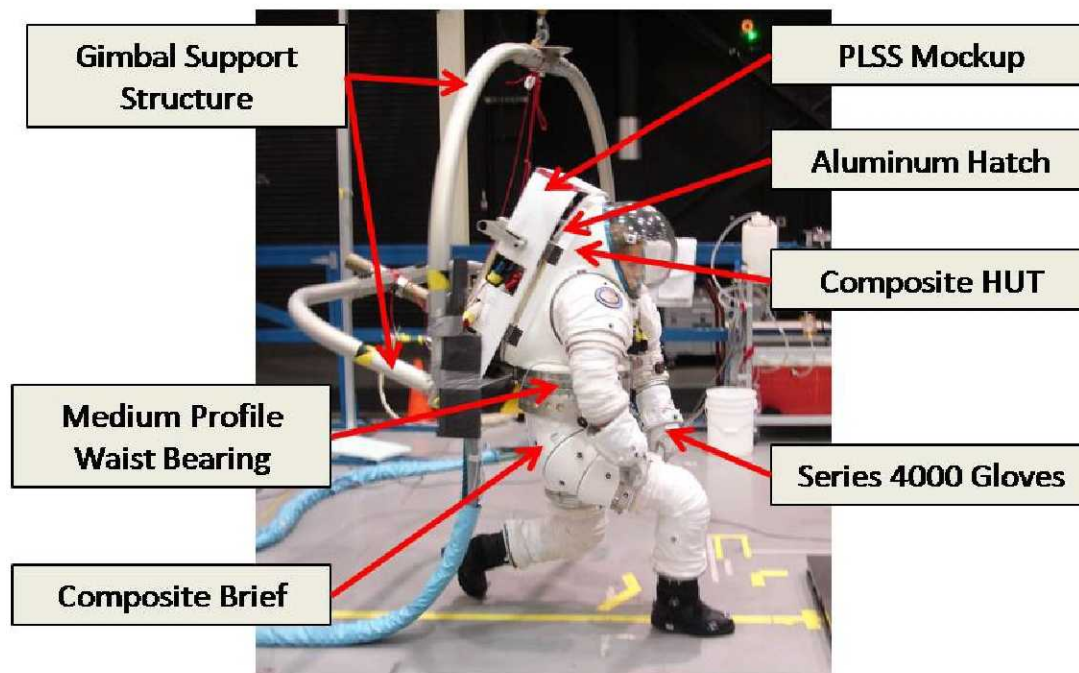 Gimbal Support
Structure
Medium Profile
Waist Bearing
Composite Brief
PLSS Mockup
Aluminum Hatch
Composite HUT
Series 4000 Gloves